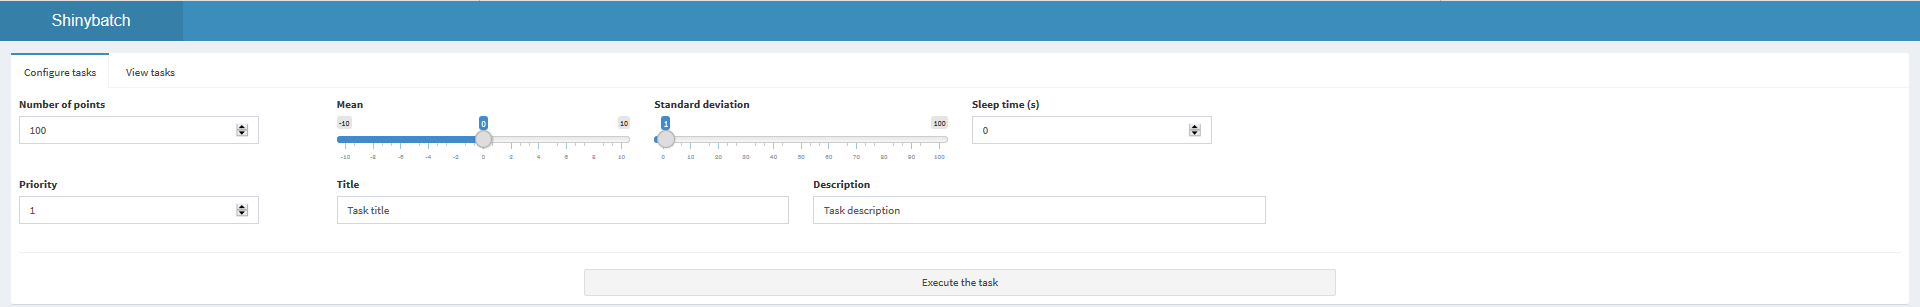 Shinybatch
Configure tasks View tasks
Number of points Mean Standard deviation Sleep time (s)
-10 0 10 1 100
100 0
-10 -8 -6 -4 -2 0 2 4 6 8 10 0 10 20 30 40 50 60 70 80 90 100
Priority Title Description
1 Task title Task description
Execute the task